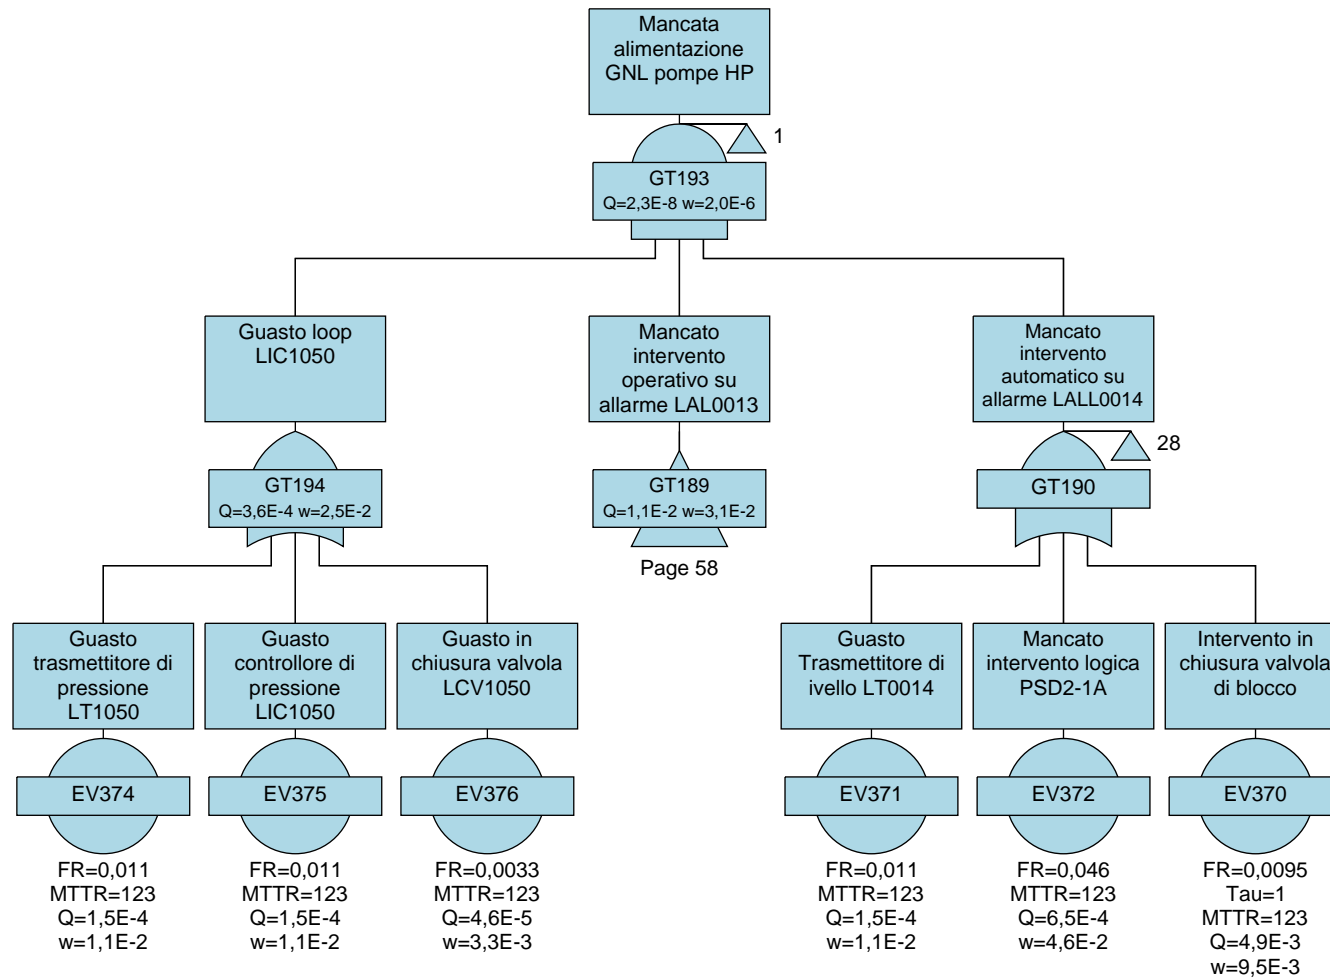 Mancata
alimentazione
GNL pompe HP
1
GT193
Q=2,3E-8 w=2,0E-6
Guasto loop
LIC1050
Mancato
intervento
operativo su
allarme LAL0013
Mancato
intervento
automatico su
allarme LALL0014
28
GT194
Q=3,6E-4 w=2,5E-2
GT189
Q=1,1E-2 w=3,1E-2
Page 58
GT190
Guasto
trasmettitore di
pressione
LT1050
Guasto
controllore di
pressione
LIC1050
Guasto in
chiusura valvola
LCV1050
Guasto
Trasmettitore di
ivello LT0014
Mancato
intervento logica
PSD2-1A
Intervento in
chiusura valvola
di blocco
EV374
FR=0,011
MTTR=123
Q=1,5E-4
w=1,1E-2
EV375
FR=0,011
MTTR=123
Q=1,5E-4
w=1,1E-2
EV376
FR=0,0033
MTTR=123
Q=4,6E-5
w=3,3E-3
EV371
FR=0,011
MTTR=123
Q=1,5E-4
w=1,1E-2
EV372
FR=0,046
MTTR=123
Q=6,5E-4
w=4,6E-2
EV370
FR=0,0095
Tau=1
MTTR=123
Q=4,9E-3
w=9,5E-3